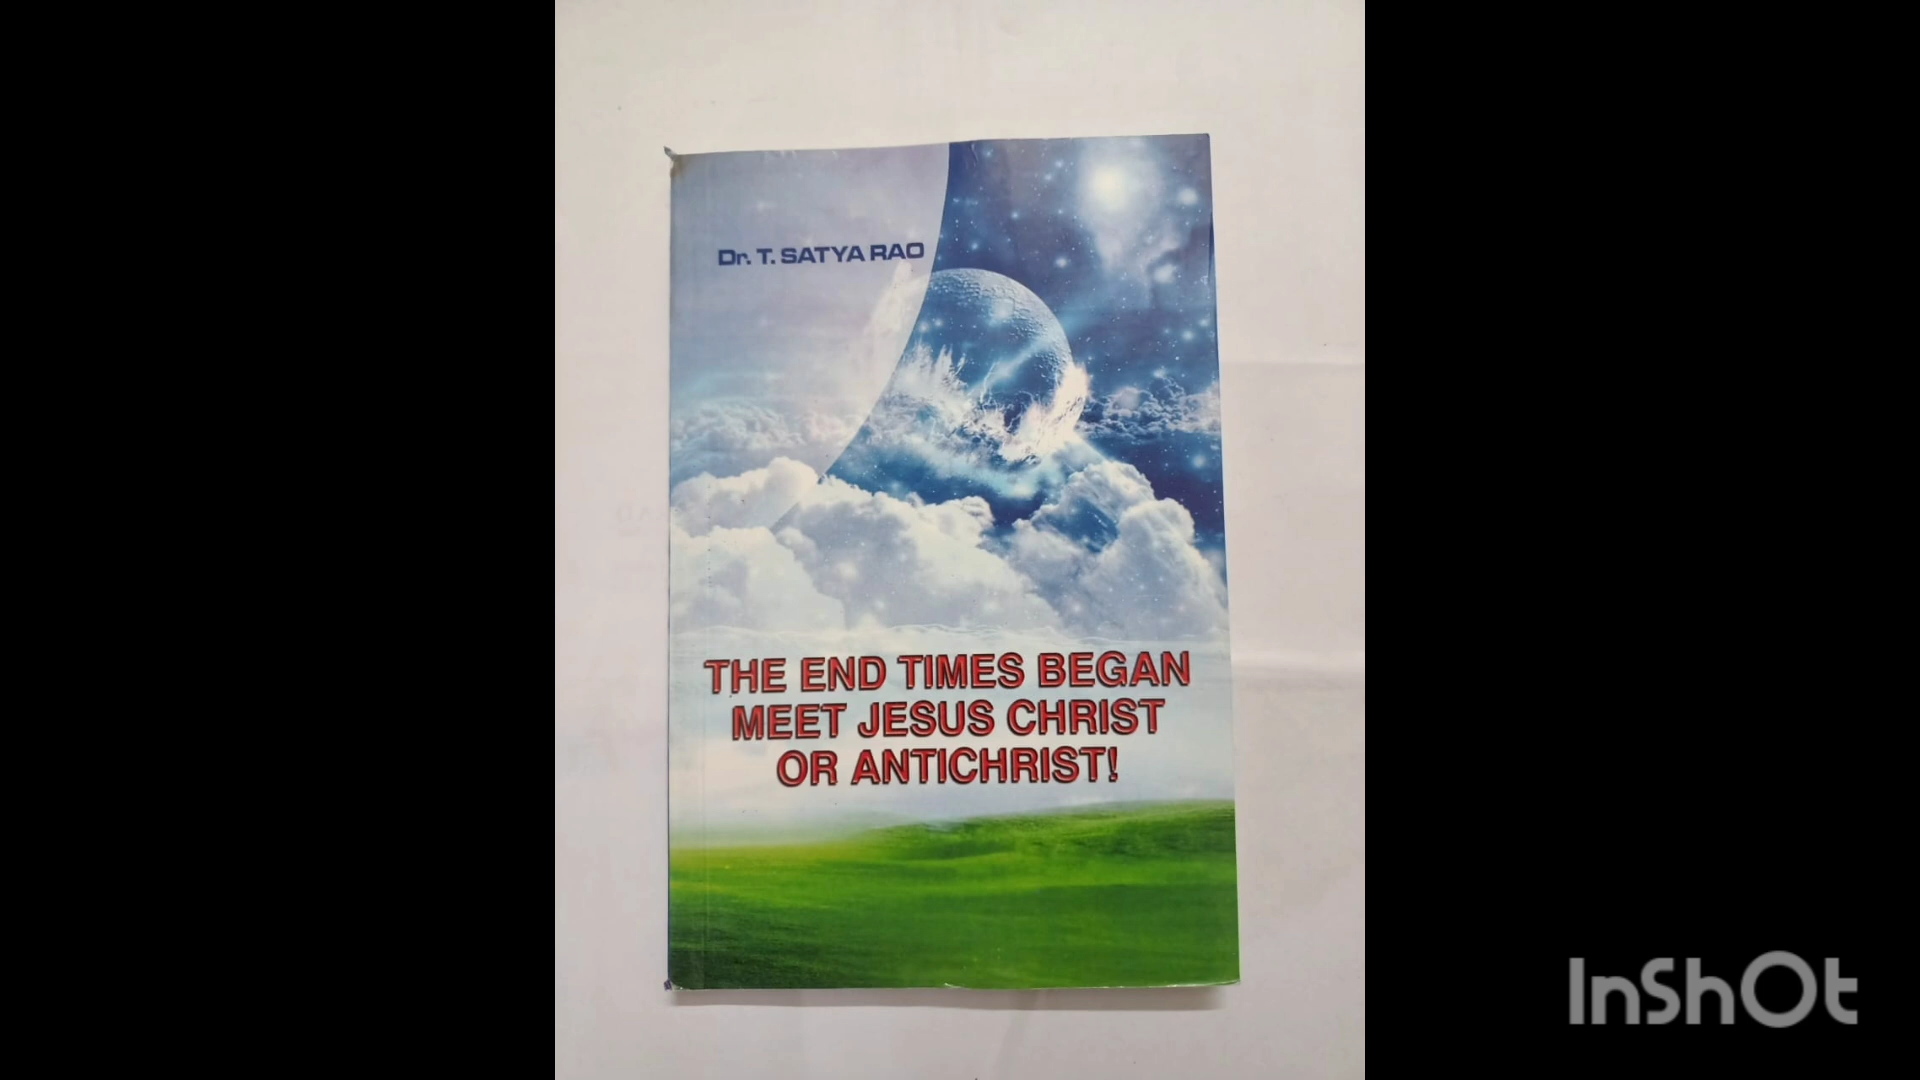 Dr. T. SATYA RAO
THE END TIMES BEGAN
MEET JESUS CHRIST
OR ANTICHRIST!
InShOt